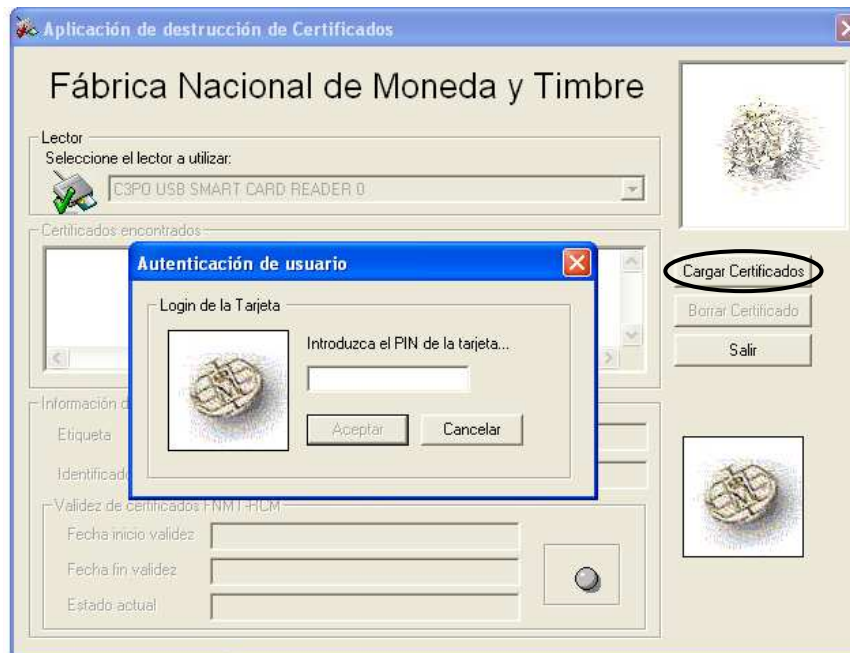 Aplicación de destrucción de Certificados
Fábrica Nacional de Moneda y Timbre
Lector
Seleccione el lector a utilizar:
C3PO USB SMART CARD READER 0
Certificados encontrados
Autenticación de usuario
Login de la Tarjeta
Introduzca el PIN de la tarjeta...
Aceptar
Cancelar
Cargar Certificados
Borrar Certificado
Salir
Información d
Etiqueta
Identificado
Validez de certificados FNMT-RCM
Fecha inicio validez
Fecha fin validez
Estado actual